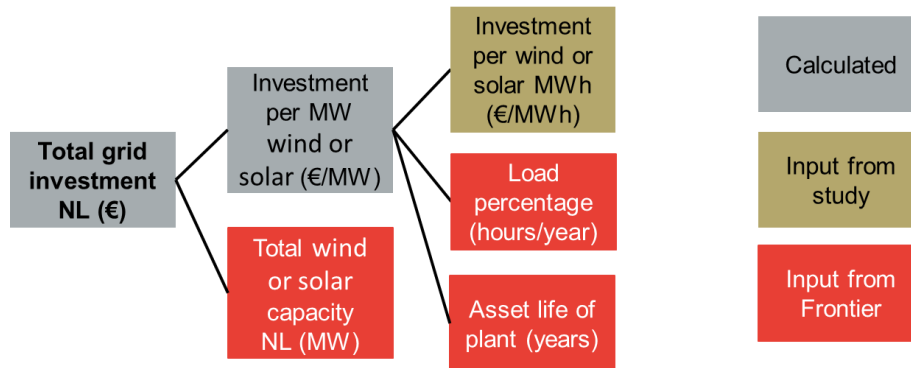 Total grid
investment
NL (€)
Investment
per MW
wind or
solar (€/MW)
Total wind
or solar
capacity
NL (MW)
Investment
per wind or
solar MWh
(€/MWh)
Load
percentage
(hours/year)
Asset life of
plant (years)
Calculated
Input from
study
Input from
Frontier